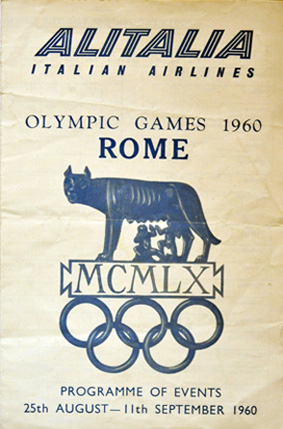 ALITALIA
ITALIAN AIRLINES
OLYMPIC GAMES 1960
ROME
MCMLX
PROGRAMME OF EVENTS
25th AUGUST — 11th SEPTEMBER 1960